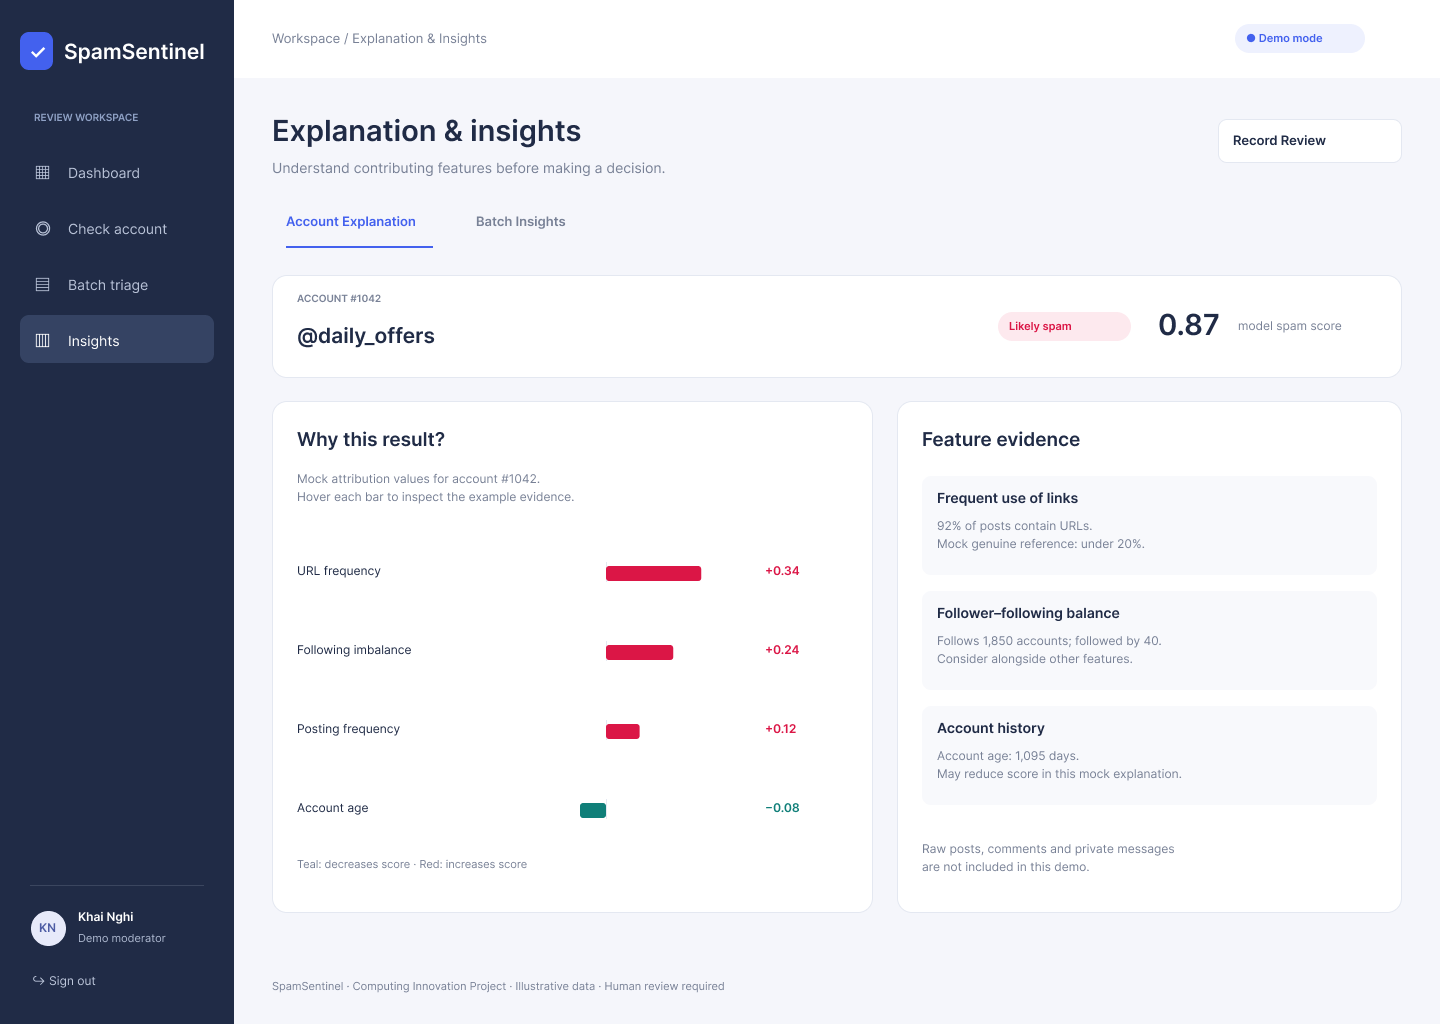 SpamSentinel
REVIEW WORKSPACE
Dashboard
Check account
Batch triage
Insights
KN
Khai Nghi
Demo moderator
Sign out
Workspace / Explanation & Insights
Demo mode
Explanation & insights
Understand contributing features before making a decision.
Record Review
Account Explanation
Batch Insights
ACCOUNT #1042
@daily_offers
Likely spam
0.87
model spam score
Why this result?
Mock attribution values for account #1042.
Hover each bar to inspect the example evidence.
URL frequency +0.34
Following imbalance +0.24
Posting frequency +0.12
Account age −0.08
Teal: decreases score · Red: increases score
Feature evidence
Frequent use of links
92% of posts contain URLs.
Mock genuine reference: under 20%.
Follower–following balance
Follows 1,850 accounts; followed by 40.
Consider alongside other features.
Account history
Account age: 1,095 days.
May reduce score in this mock explanation.
Raw posts, comments and private messages
are not included in this demo.
SpamSentinel · Computing Innovation Project · Illustrative data · Human review required